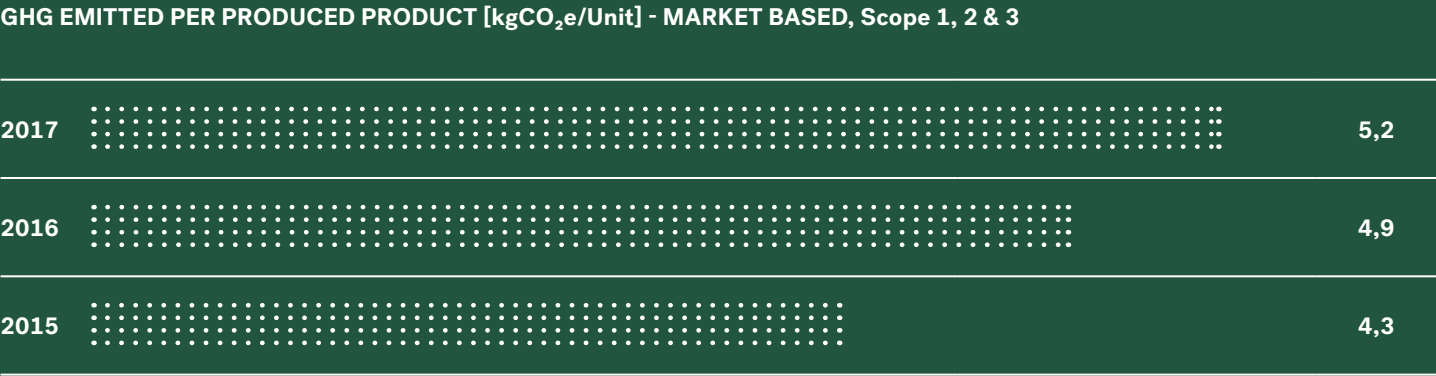 GHG EMITTED PER PRODUCED PRODUCT [kgCO₂e/Unit] - MARKET BASED, Scope 1, 2 & 3
2017 5,2
2016 4,9
2015 4,3